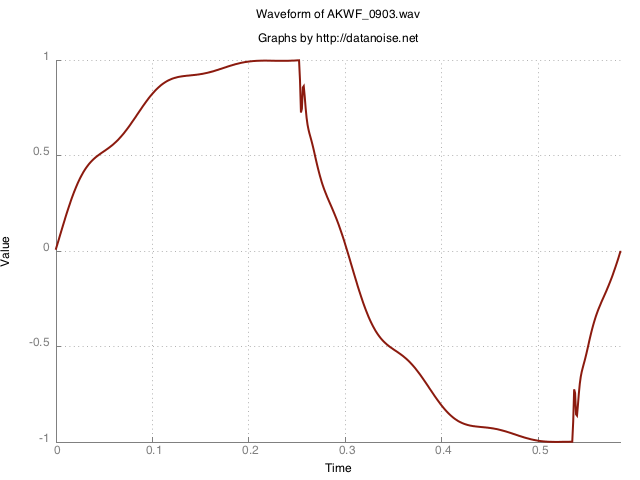 Waveform of AKWF_0903.wav
Graphs by http://datanoise.net
1
0.5
0
-0.5
-1
Value
0 0.1 0.2 0.3 0.4 0.5
Time